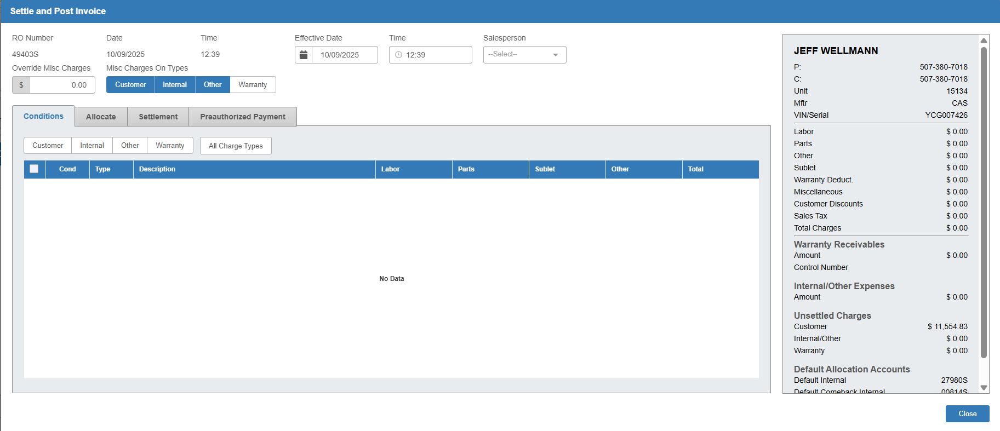 Settle and Post Invoice
RO Number
Date
Time
Effective Date
Time
Salesperson
49403S
10/09/2025
12:39
10/09/2025
12:39
--Select--
Override Misc Charges
Misc Charges On Types
$ 0.00
Customer Internal Other Warranty
Conditions Allocate Settlement Preauthorized Payment
Customer Internal Other Warranty All Charge Types
Cond Type Description Labor Parts Sublet Other Total
No Data
JEFF WELLMANN
P: 507-380-7018
C: 507-380-7018
Unit 15134
Mftr CAS
VIN/Serial YCG007426
Labor $ 0.00
Parts $ 0.00
Other $ 0.00
Sublet $ 0.00
Warranty Deduct. $ 0.00
Miscellaneous $ 0.00
Customer Discounts $ 0.00
Sales Tax $ 0.00
Total Charges $ 0.00
Warranty Receivables
Amount $ 0.00
Control Number
Internal/Other Expenses
Amount $ 0.00
Unsettled Charges
Customer $ 11,554.83
Internal/Other $ 0.00
Warranty $ 0.00
Default Allocation Accounts
Default Internal 27980S
Default Comeback Internal 00814S
Close